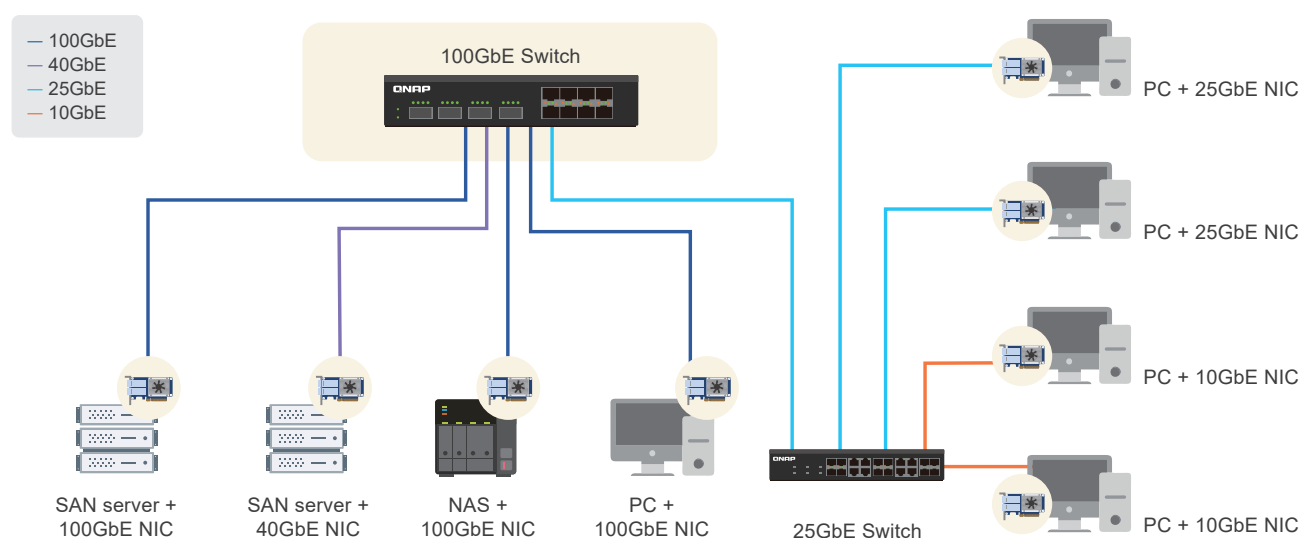 — 100GbE
— 40GbE
— 25GbE
— 10GbE
100GbE Switch
QNAP
PC + 25GbE NIC
PC + 25GbE NIC
PC + 10GbE NIC
PC + 10GbE NIC
SAN server +
100GbE NIC
SAN server +
40GbE NIC
NAS +
100GbE NIC
PC +
100GbE NIC
QNAP
25GbE Switch